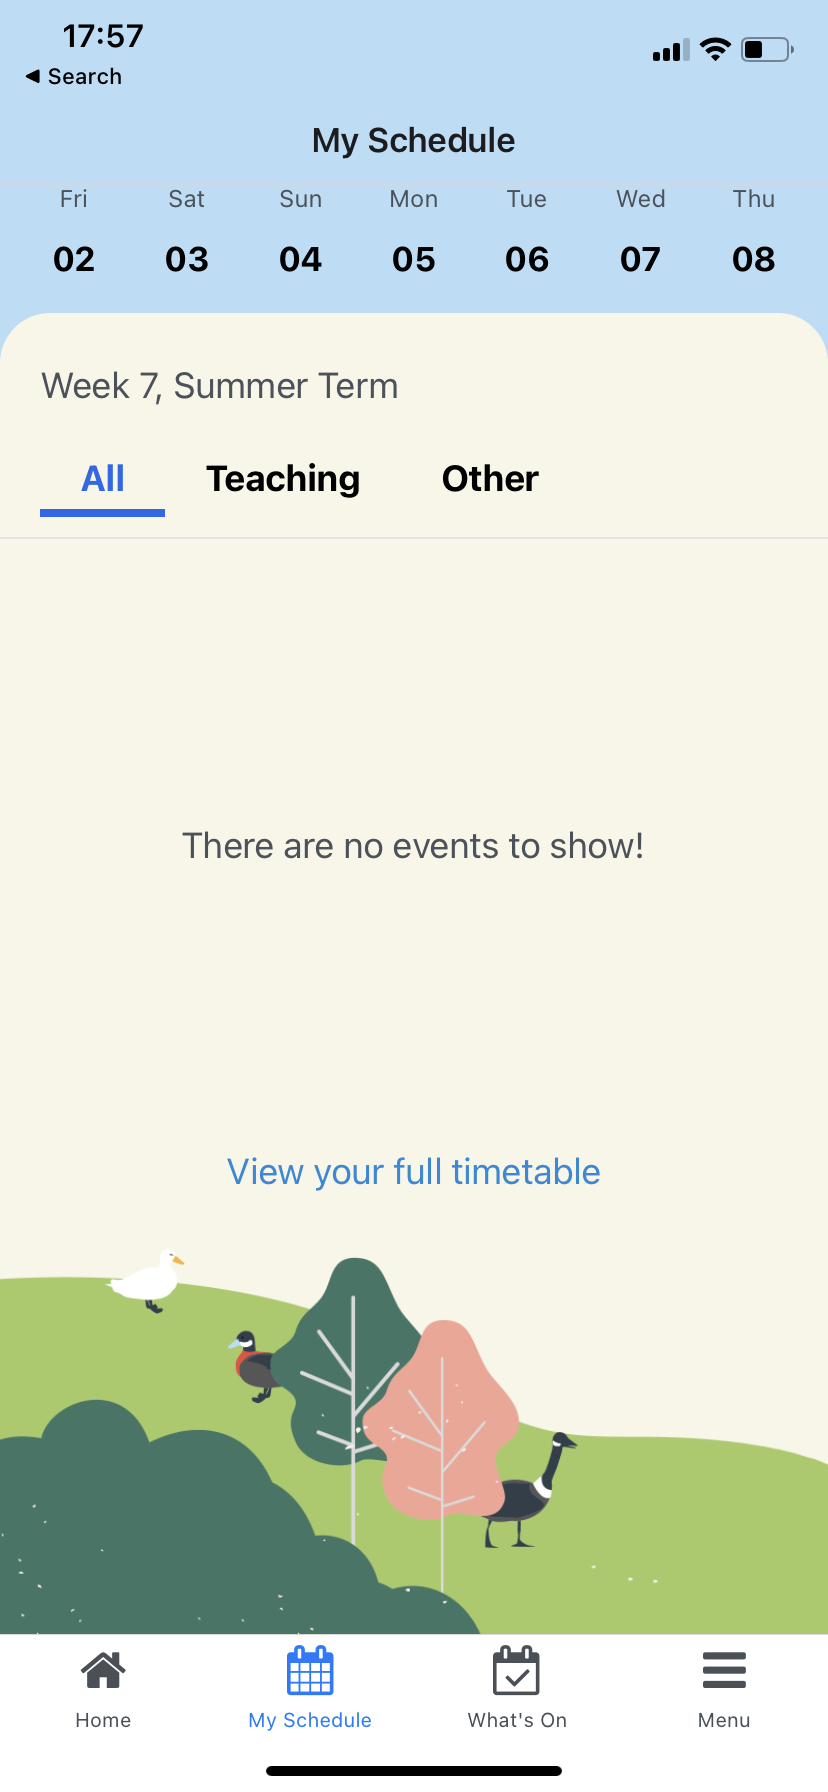 17:57
◀ Search
My Schedule
Fri Sat Sun Mon Tue Wed Thu
02 03 04 05 06 07 08
Week 7, Summer Term
All Teaching Other
There are no events to show!
View your full timetable
Home My Schedule What's On Menu